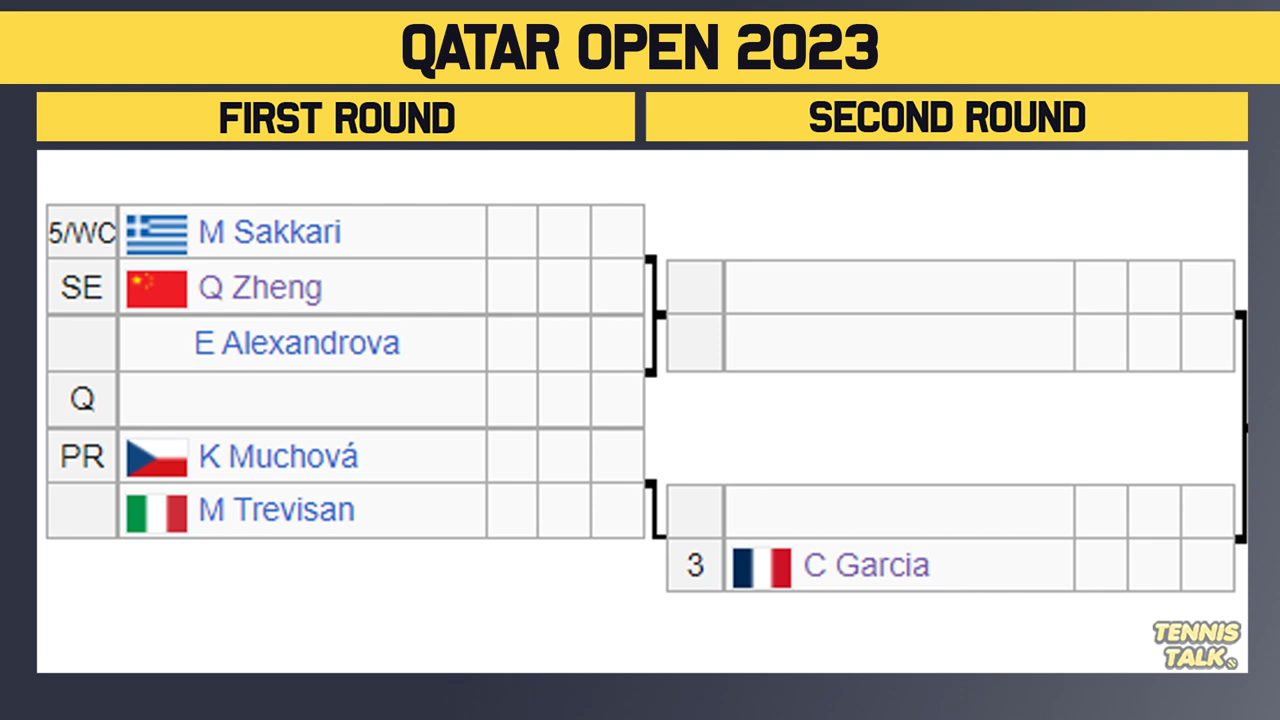 QATAR OPEN 2023
FIRST ROUND
SECOND ROUND
5/WC M Sakkari
SE Q Zheng
E Alexandrova
Q
PR K Muchová
M Trevisan
3 C Garcia
TENNIS
TALK